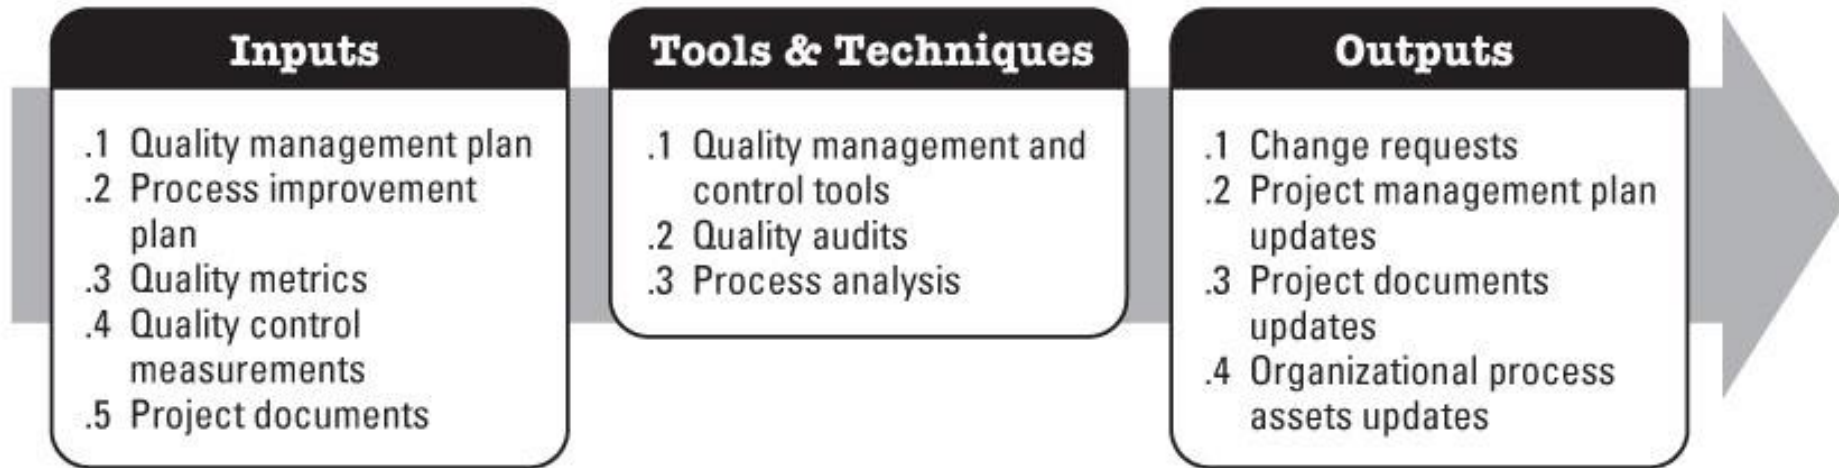 Inputs
.1 Quality management plan
.2 Process improvement
plan
.3 Quality metrics
.4 Quality control
measurements
.5 Project documents
Tools & Techniques
.1 Quality management and
control tools
.2 Quality audits
.3 Process analysis
Outputs
.1 Change requests
.2 Project management plan
updates
.3 Project documents
updates
.4 Organizational process
assets updates